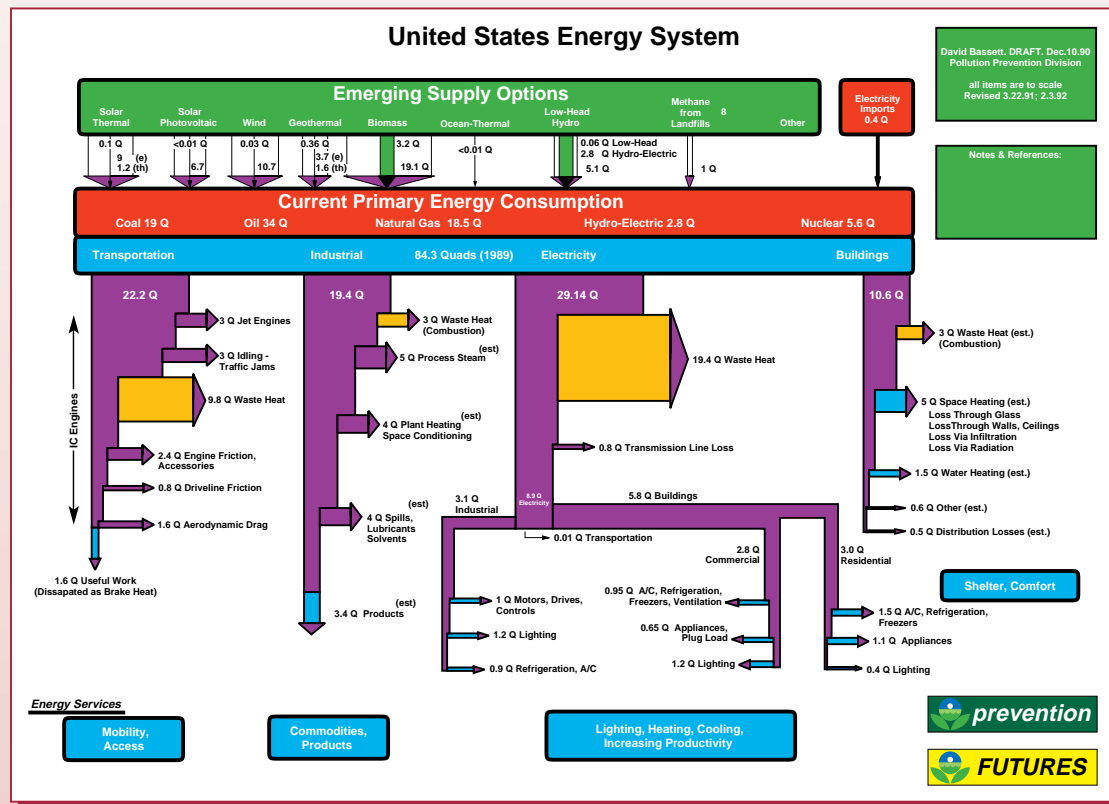 United States Energy System
David Bassett. DRAFT. Dec.10.90
Pollution Prevention Division
all items are to scale
Revised 3.22.91; 2.3.92
Emerging Supply Options
Solar
Thermal
Solar
Photovoltaic
Wind
Geothermal
Biomass
Ocean-Thermal
Low-Head
Hydro
Methane
from
Landfills
8
Other
Electricity
Imports
0.4 Q
0.1 Q
9 (e)
1.2 (th)
<0.01 Q
6.7
0.03 Q
10.7
0.36 Q
3.7 (e)
1.6 (th)
3.2 Q
19.1 Q
<0.01 Q
0.06 Q Low-Head
2.8 Q Hydro-Electric
5.1 Q
1 Q
Notes & References:
Current Primary Energy Consumption
Coal 19 Q
Oil 34 Q
Natural Gas 18.5 Q
Hydro-Electric 2.8 Q
Nuclear 5.6 Q
Transportation
Industrial
84.3 Quads (1989)
Electricity
Buildings
22.2 Q
3 Q Jet Engines
3 Q Idling -
Traffic Jams
9.8 Q Waste Heat
IC Engines
2.4 Q Engine Friction,
Accessories
0.8 Q Driveline Friction
1.6 Q Aerodynamic Drag
1.6 Q Useful Work
(Dissapated as Brake Heat)
19.4 Q
3 Q Waste Heat
(Combustion)
(est)
5 Q Process Steam
(est)
4 Q Plant Heating
Space Conditioning
(est)
4 Q Spills,
Lubricants
Solvents
(est)
3.4 Q Products
29.14 Q
19.4 Q Waste Heat
0.8 Q Transmission Line Loss
8.9 Q
Electricity
3.1 Q
Industrial
5.8 Q Buildings
0.01 Q Transportation
1 Q Motors, Drives,
Controls
1.2 Q Lighting
0.9 Q Refrigeration, A/C
2.8 Q
Commercial
0.95 Q A/C, Refrigeration,
Freezers, Ventilation
0.65 Q Appliances,
Plug Load
1.2 Q Lighting
3.0 Q
Residential
1.5 Q A/C, Refrigeration,
Freezers
1.1 Q Appliances
0.4 Q Lighting
10.6 Q
3 Q Waste Heat (est.)
(Combustion)
5 Q Space Heating (est.)
Loss Through Glass
LossThrough Walls, Ceilings
Loss Via Infiltration
Loss Via Radiation
1.5 Q Water Heating (est.)
0.6 Q Other (est.)
0.5 Q Distribution Losses (est.)
Shelter, Comfort
Energy Services
Mobility,
Access
Commodities,
Products
Lighting, Heating, Cooling,
Increasing Productivity
prevention
FUTURES